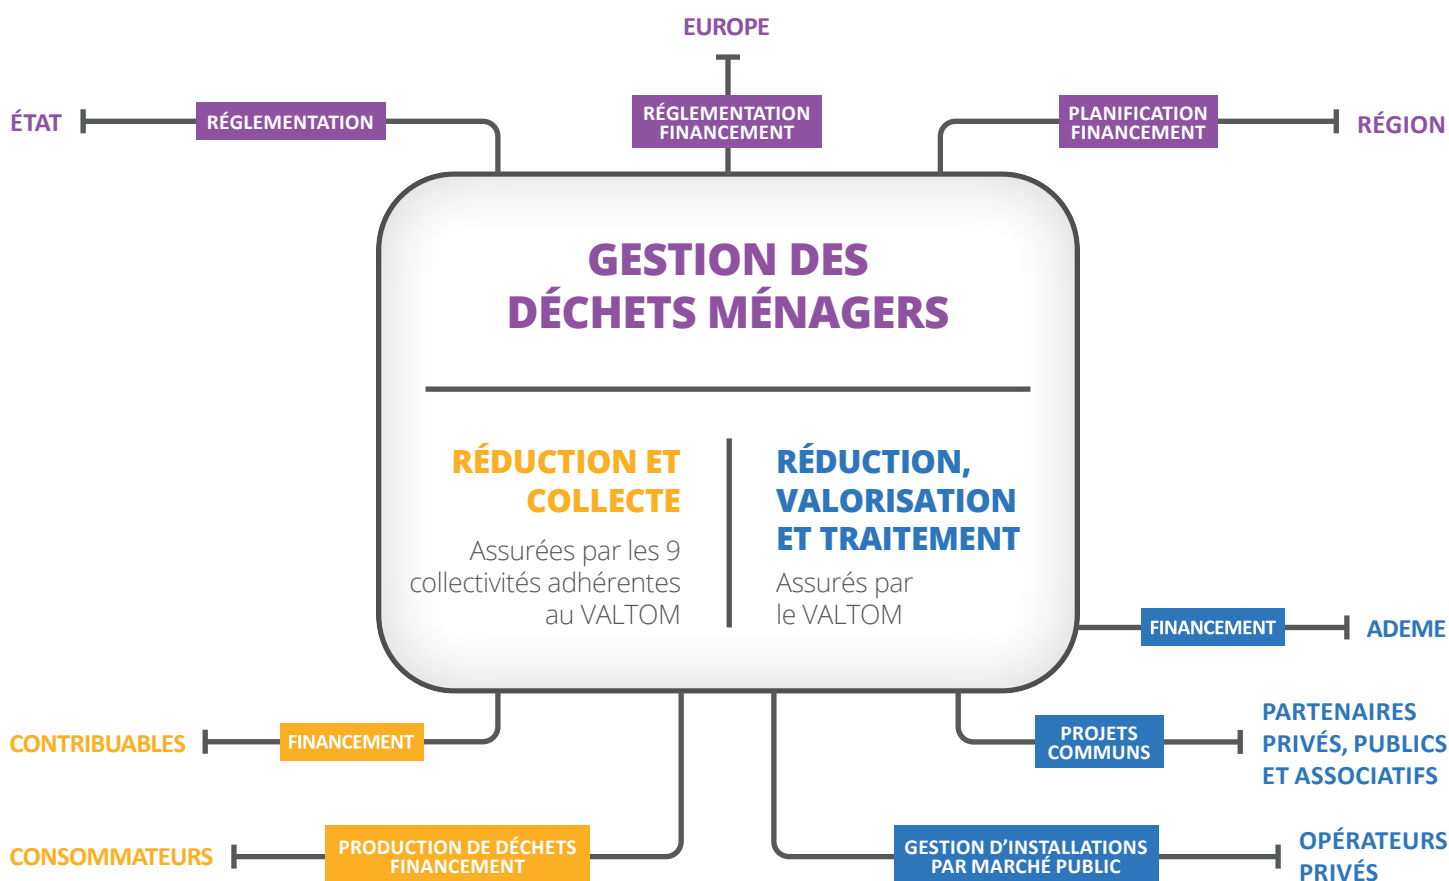 EUROPE
ÉTAT
RÉGLEMENTATION
RÉGLEMENTATION
FINANCEMENT
PLANIFICATION
FINANCEMENT
RÉGION
GESTION DES
DÉCHETS MÉNAGERS
RÉDUCTION ET
COLLECTE
Assurées par les 9
collectivités adhérentes
au VALTOM
RÉDUCTION,
VALORISATION
ET TRAITEMENT
Assurés par
le VALTOM
FINANCEMENT
ADEME
CONTRIBUABLES
FINANCEMENT
PROJETS
COMMUNS
PARTENAIRES
PRIVÉS, PUBLICS
ET ASSOCIATIFS
CONSOMMATEURS
PRODUCTION DE DÉCHETS
FINANCEMENT
GESTION D'INSTALLATIONS
PAR MARCHÉ PUBLIC
OPÉRATEURS
PRIVÉS